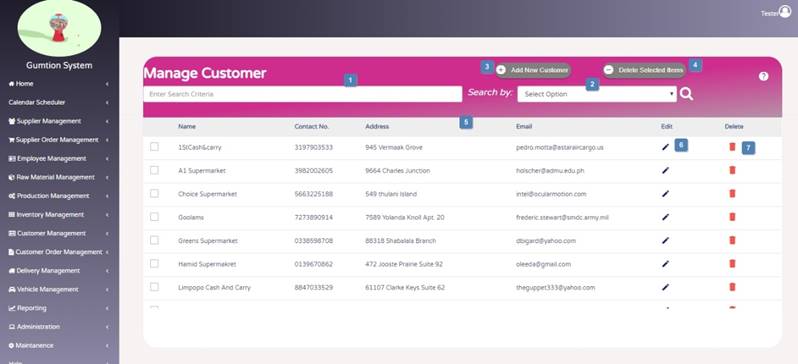 Tester
Gumtion System
Home
Calendar Scheduler
Supplier Management
Supplier Order Management
Employee Management
Raw Material Management
Production Management
Inventory Management
Customer Management
Customer Order Management
Delivery Management
Vehicle Management
Reporting
Administration
Maintanence
Help
Manage Customer
3 + Add New Customer − Delete Selected Items 4
?
1
Enter Search Criteria Search by: 2 Select Option
Name Contact No. Address 5 Email Edit Delete
1S(Cash&carry 3197903533 945 Vermaak Grove pedro.motta@astaraircargo.us 6 7
A1 Supermarket 3982002605 9664 Charles Junction holscher@admu.edu.ph
Choice Supermarket 5663225188 549 thulani Island intel@ocularmotion.com
Goolams 7273890914 7589 Yolanda Knoll Apt. 20 frederic.stewart@smdc.army.mil
Greens Supermarket 0338598708 88318 Shabalala Branch dbigard@yahoo.com
Hamid Supermakret 0139670862 472 Jooste Prairie Suite 92 oleeda@gmail.com
Limpopo Cash And Carry 8847033529 61107 Clarke Keys Suite 62 theguppet333@yahoo.com